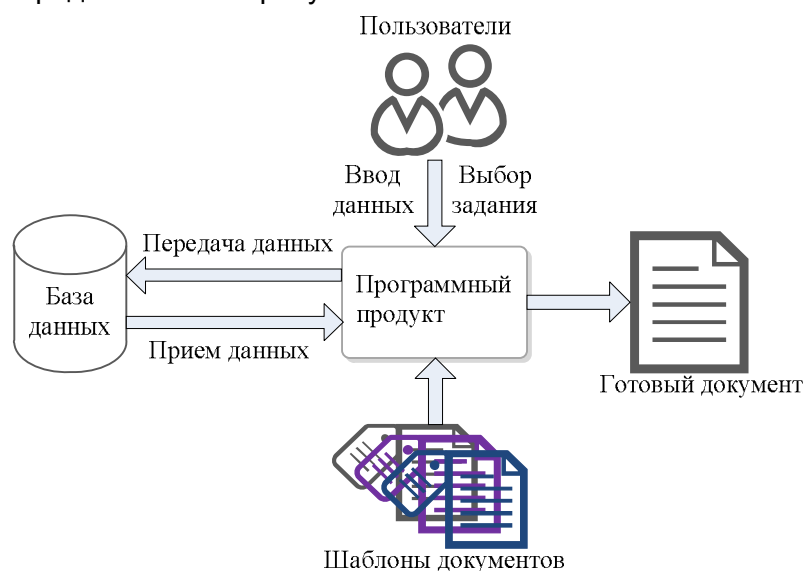 Пользователи
Ввод
данных
Выбор
задания
Передача данных
База
данных
Программный
продукт
Прием данных
Готовый документ
Шаблоны документов